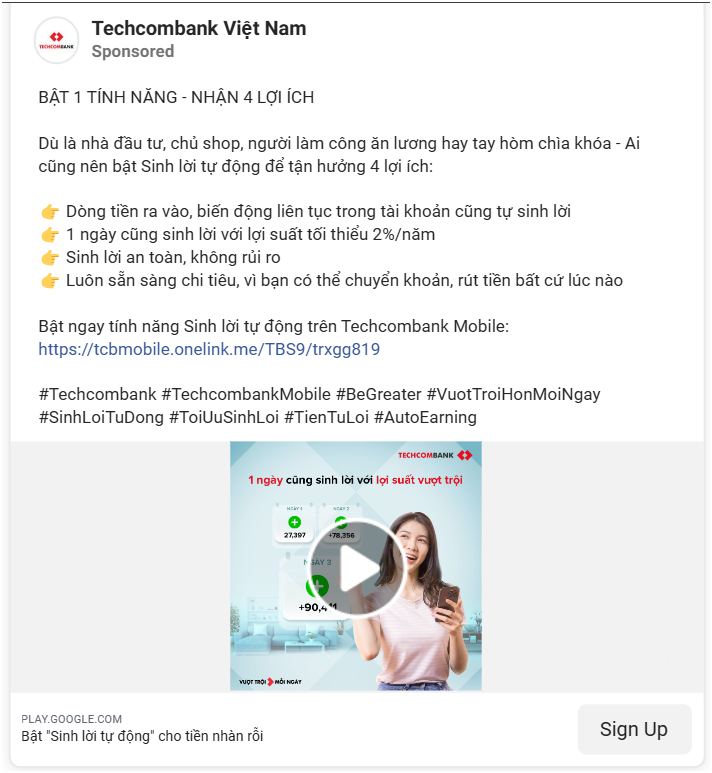 TECHCOMBANK
Techcombank Việt Nam
Sponsored
BẬT 1 TÍNH NĂNG - NHẬN 4 LỢI ÍCH
Dù là nhà đầu tư, chủ shop, người làm công ăn lương hay tay hòm chìa khóa - Ai
cũng nên bật Sinh lời tự động để tận hưởng 4 lợi ích:
👉 Dòng tiền ra vào, biến động liên tục trong tài khoản cũng tự sinh lời
👉 1 ngày cũng sinh lời với lợi suất tối thiểu 2%/năm
👉 Sinh lời an toàn, không rủi ro
👉 Luôn sẵn sàng chi tiêu, vì bạn có thể chuyển khoản, rút tiền bất cứ lúc nào
Bật ngay tính năng Sinh lời tự động trên Techcombank Mobile:
https://tcbmobile.onelink.me/TBS9/trxgg819
#Techcombank #TechcombankMobile #BeGreater #VuotTroiHonMoiNgay
#SinhLoiTuDong #ToiUuSinhLoi #TienTuLoi #AutoEarning
TECHCOMBANK
1 ngày cũng sinh lời với lợi suất vượt trội
NGÀY 1
NGÀY 2
27,397
+78,356
NGÀY 3
VƯỢT TRỘI MỖI NGÀY
PLAY.GOOGLE.COM
Bật "Sinh lời tự động" cho tiền nhàn rỗi
Sign Up